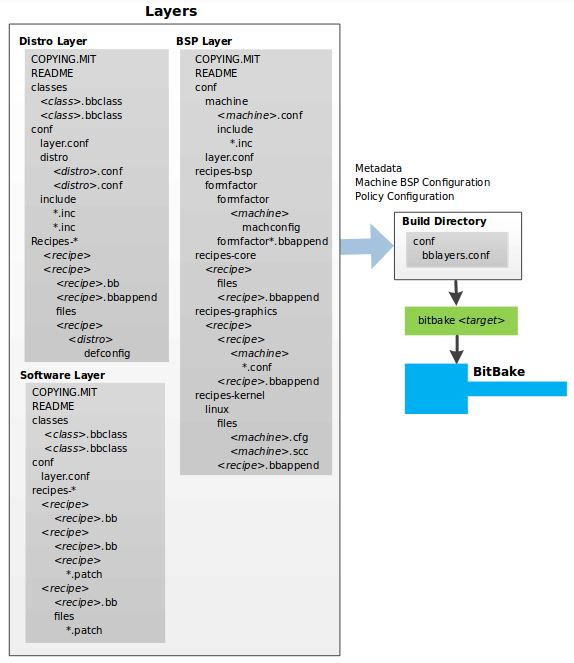 Layers
Distro Layer
COPYING.MIT
README
classes
<class>.bbclass
<class>.bbclass
conf
layer.conf
distro
<distro>.conf
<distro>.conf
include
*.inc
*.inc
Recipes-*
<recipe>
<recipe>
<recipe>.bb
<recipe>.bbappend
files
<recipe>
<distro>
defconfig
Software Layer
COPYING.MIT
README
classes
<class>.bbclass
<class>.bbclass
conf
layer.conf
recipes-*
<recipe>
<recipe>.bb
<recipe>
<recipe>.bb
<recipe>
*.patch
<recipe>
<recipe>.bb
files
*.patch
BSP Layer
COPYING.MIT
README
conf
machine
<machine>.conf
include
*.inc
layer.conf
recipes-bsp
formfactor
formfactor
<machine>
machconfig
formfactor*.bbappend
recipes-core
<recipe>
files
<recipe>.bbappend
recipes-graphics
<recipe>
<recipe>
<machine>
*.conf
<recipe>.bbappend
recipes-kernel
linux
files
<machine>.cfg
<machine>.scc
<recipe>.bbappend
Metadata
Machine BSP Configuration
Policy Configuration
Build Directory
conf
bblayers.conf
bitbake <target>
BitBake